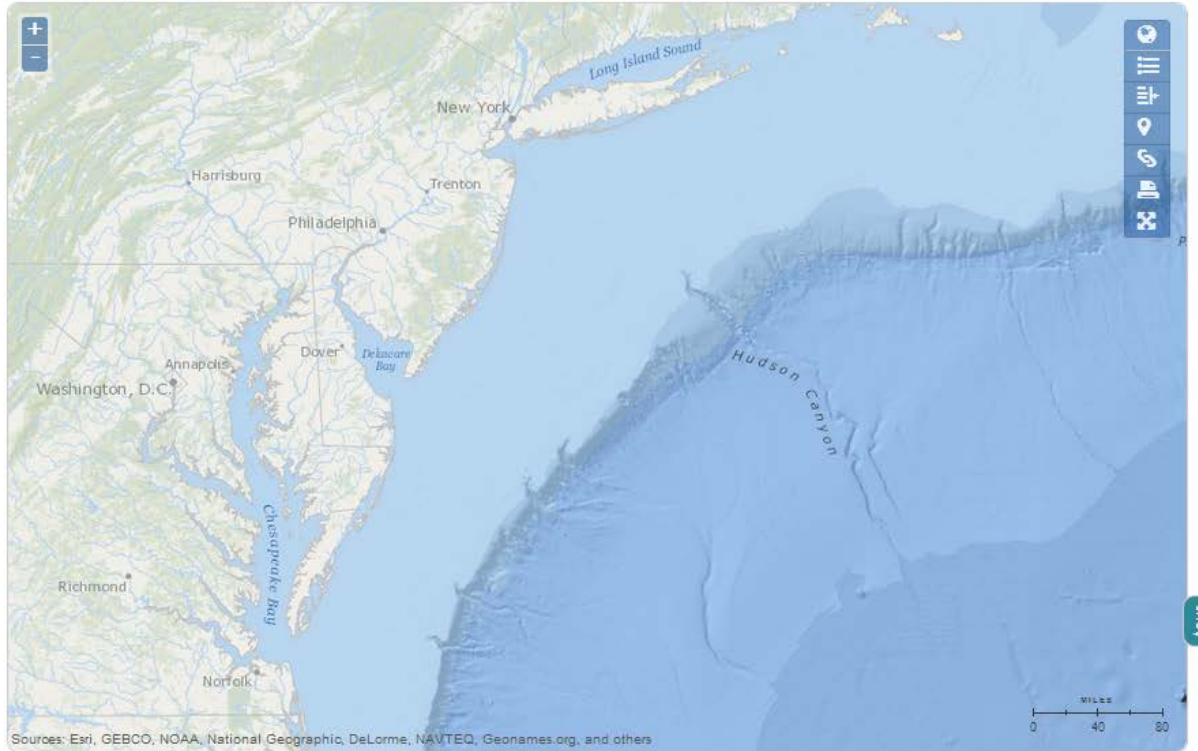 +
−
Long Island Sound
New York
Harrisburg
Trenton
Philadelphia
Delaware
Bay
Dover
Annapolis
Washington, D.C.
Hudson Canyon
Chesapeake Bay
Richmond
Norfolk
MILES
0 40 80
Sources: Esri, GEBCO, NOAA, National Geographic, DeLorme, NAVTEQ, Geonames.org, and others